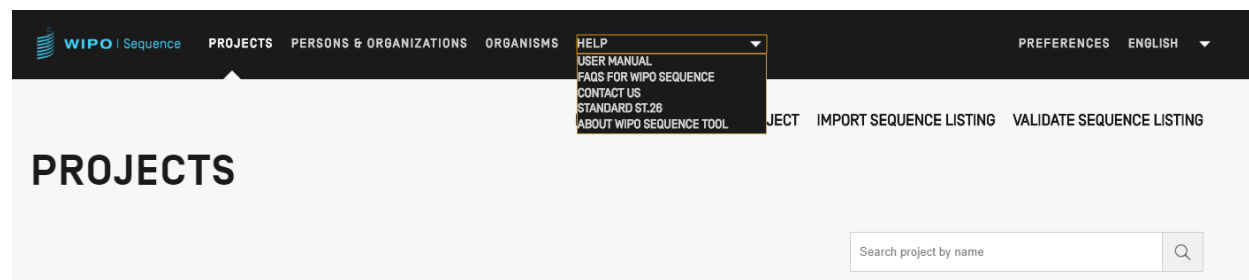 WIPO | Sequence PROJECTS PERSONS & ORGANIZATIONS ORGANISMS HELP PREFERENCES ENGLISH
USER MANUAL
FAQS FOR WIPO SEQUENCE
CONTACT US
STANDARD ST.26
ABOUT WIPO SEQUENCE TOOL
JECT IMPORT SEQUENCE LISTING VALIDATE SEQUENCE LISTING
PROJECTS
Search project by name